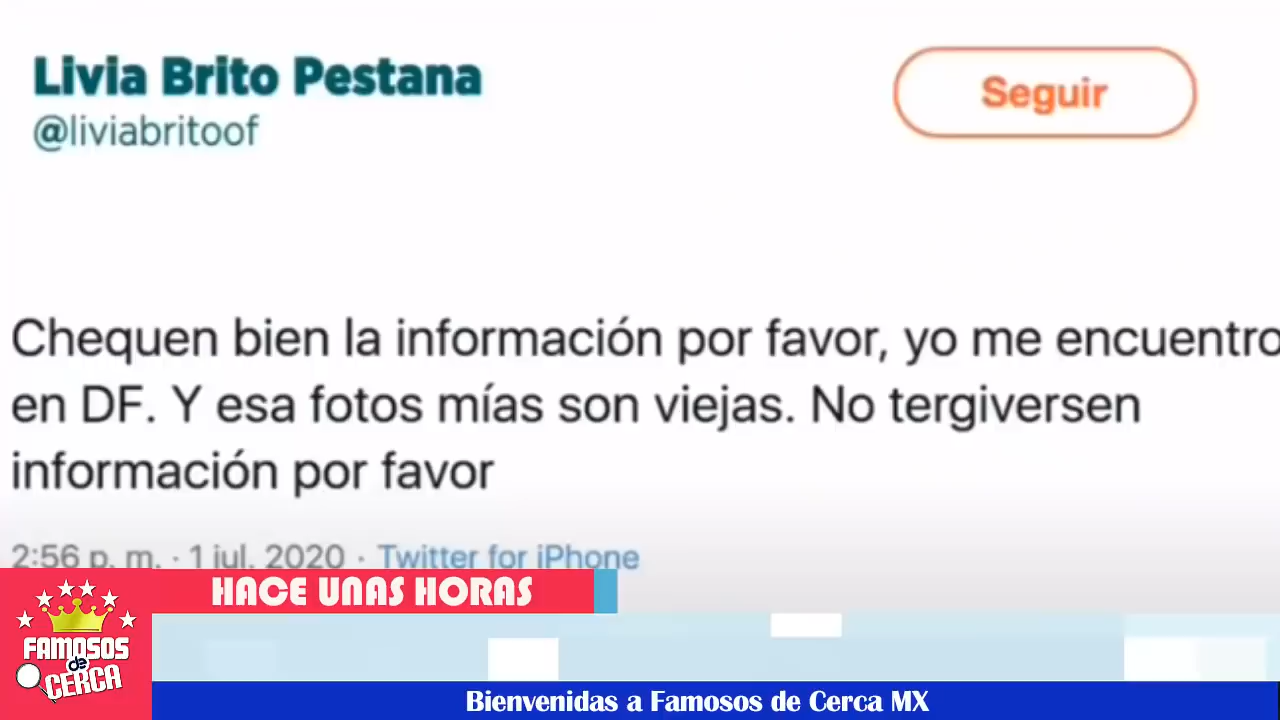 Livia Brito Pestana
@liviabritoof
Seguir
Chequen bien la información por favor, yo me encuentro
en DF. Y esa fotos mías son viejas. No tergiversen
información por favor
2:56 p. m. · 1 jul. 2020 · Twitter for iPhone
HACE UNAS HORAS
FAMOSOS
de
CERCA
Bienvenidas a Famosos de Cerca MX